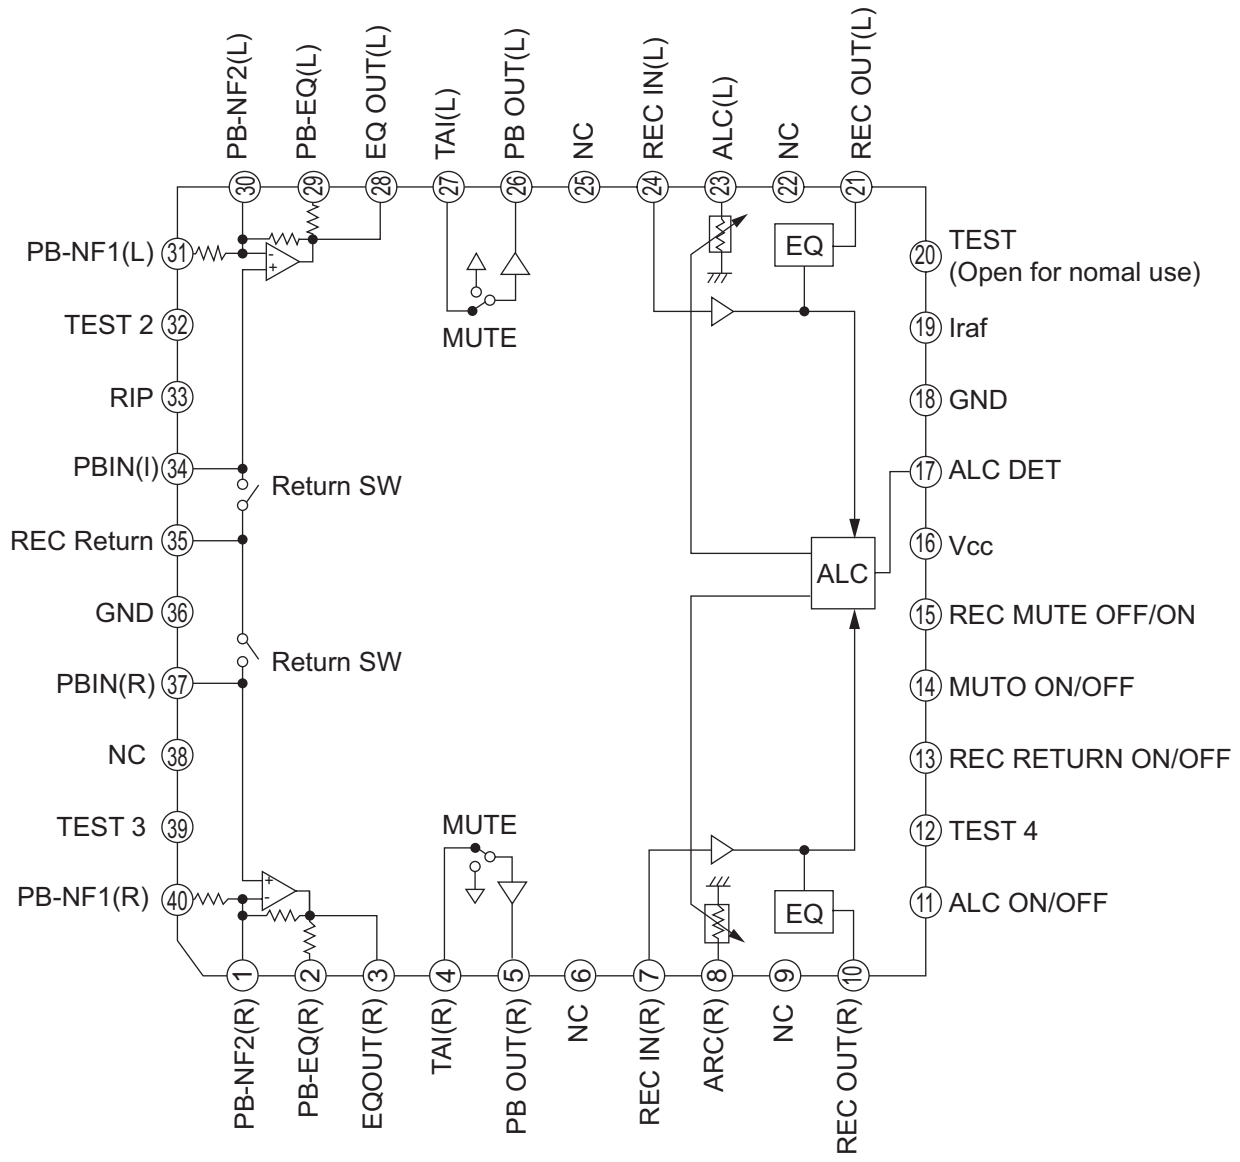 PB-NF2(L)
PB-EQ(L)
EQ OUT(L)
TAI(L)
PB OUT(L)
NC
REC IN(L)
ALC(L)
NC
REC OUT(L)
30
29
28
27
26
25
24
23
22
21
PB-NF1(L) 31
TEST 2 32
RIP 33
PBIN(I) 34
REC Return 35
GND 36
PBIN(R) 37
NC 38
TEST 3 39
PB-NF1(R) 40
-
+
MUTE
EQ
Return SW
Return SW
ALC
MUTE
+
-
EQ
20 TEST
(Open for nomal use)
19 Iraf
18 GND
17 ALC DET
16 Vcc
15 REC MUTE OFF/ON
14 MUTO ON/OFF
13 REC RETURN ON/OFF
12 TEST 4
11 ALC ON/OFF
1
2
3
4
5
6
7
8
9
10
PB-NF2(R)
PB-EQ(R)
EQOUT(R)
TAI(R)
PB OUT(R)
NC
REC IN(R)
ARC(R)
NC
REC OUT(R)